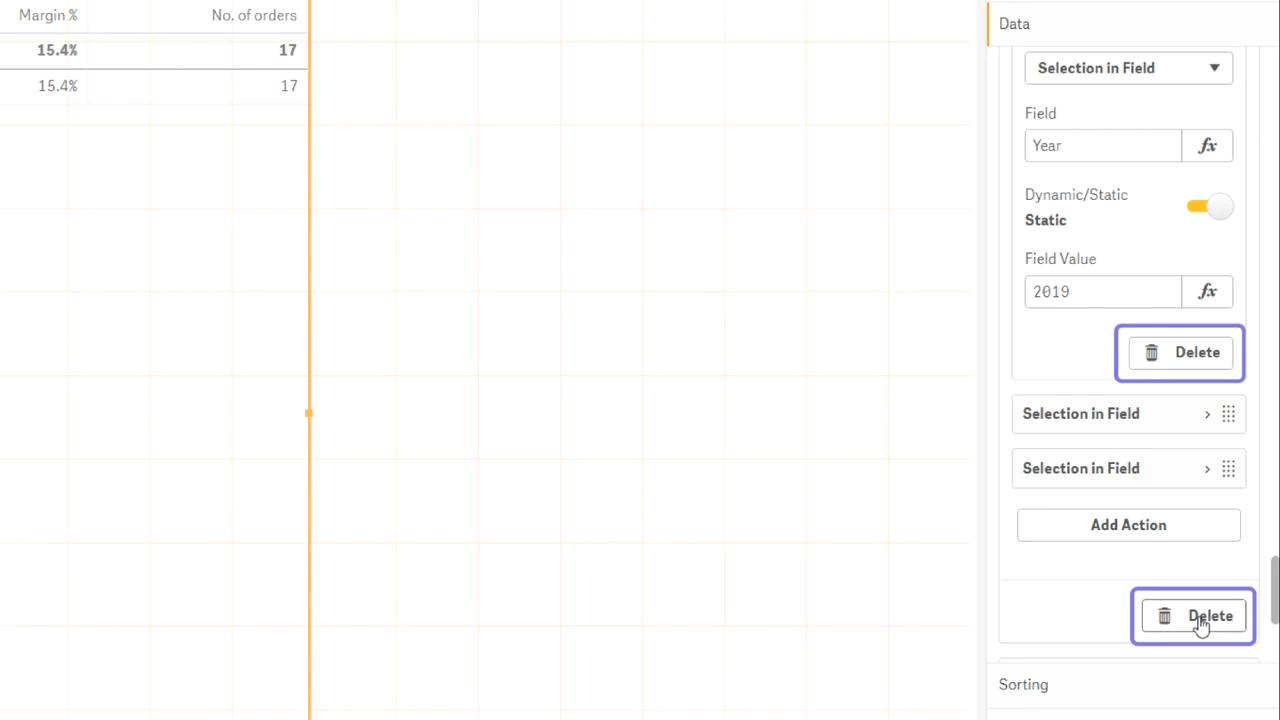 Margin %
No. of orders
15.4%
17
15.4%
17
Data
Selection in Field
Field
Year
fx
Dynamic/Static
Static
Field Value
2019
fx
Delete
Selection in Field
Selection in Field
Add Action
Delete
Sorting